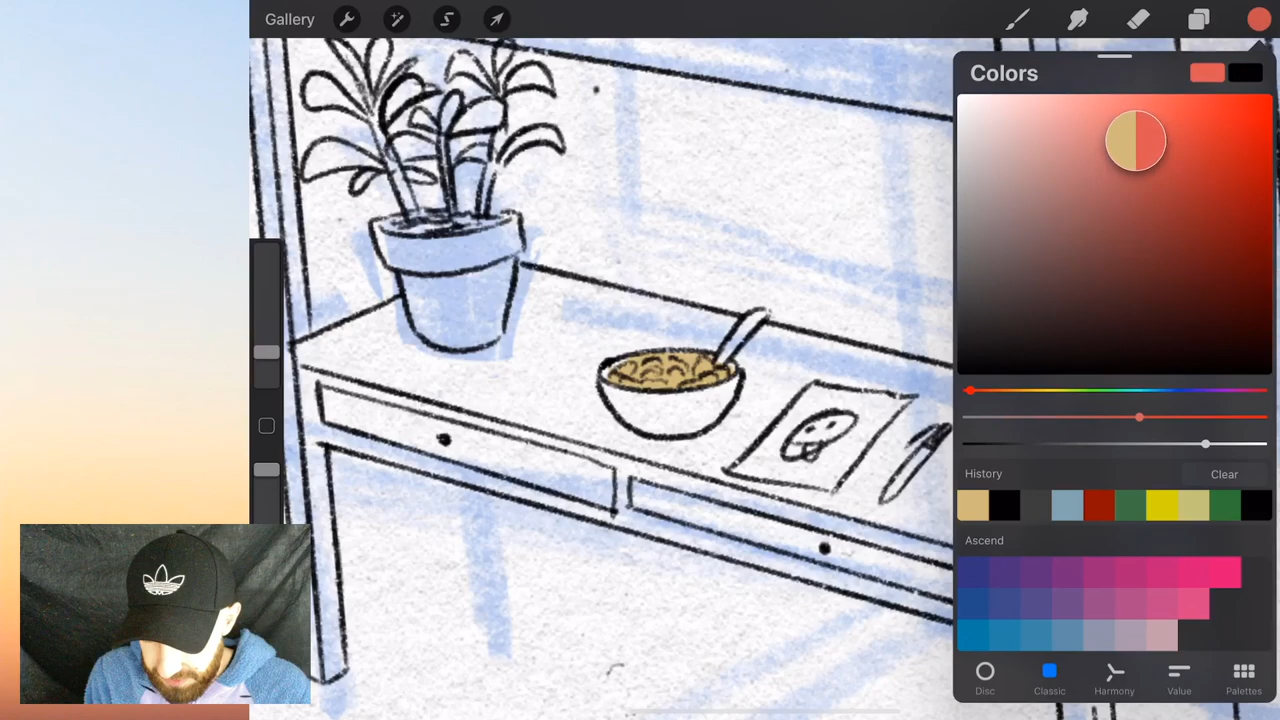 Gallery
Colors
History
Clear
Ascend
Disc
Classic
Harmony
Value
Palettes